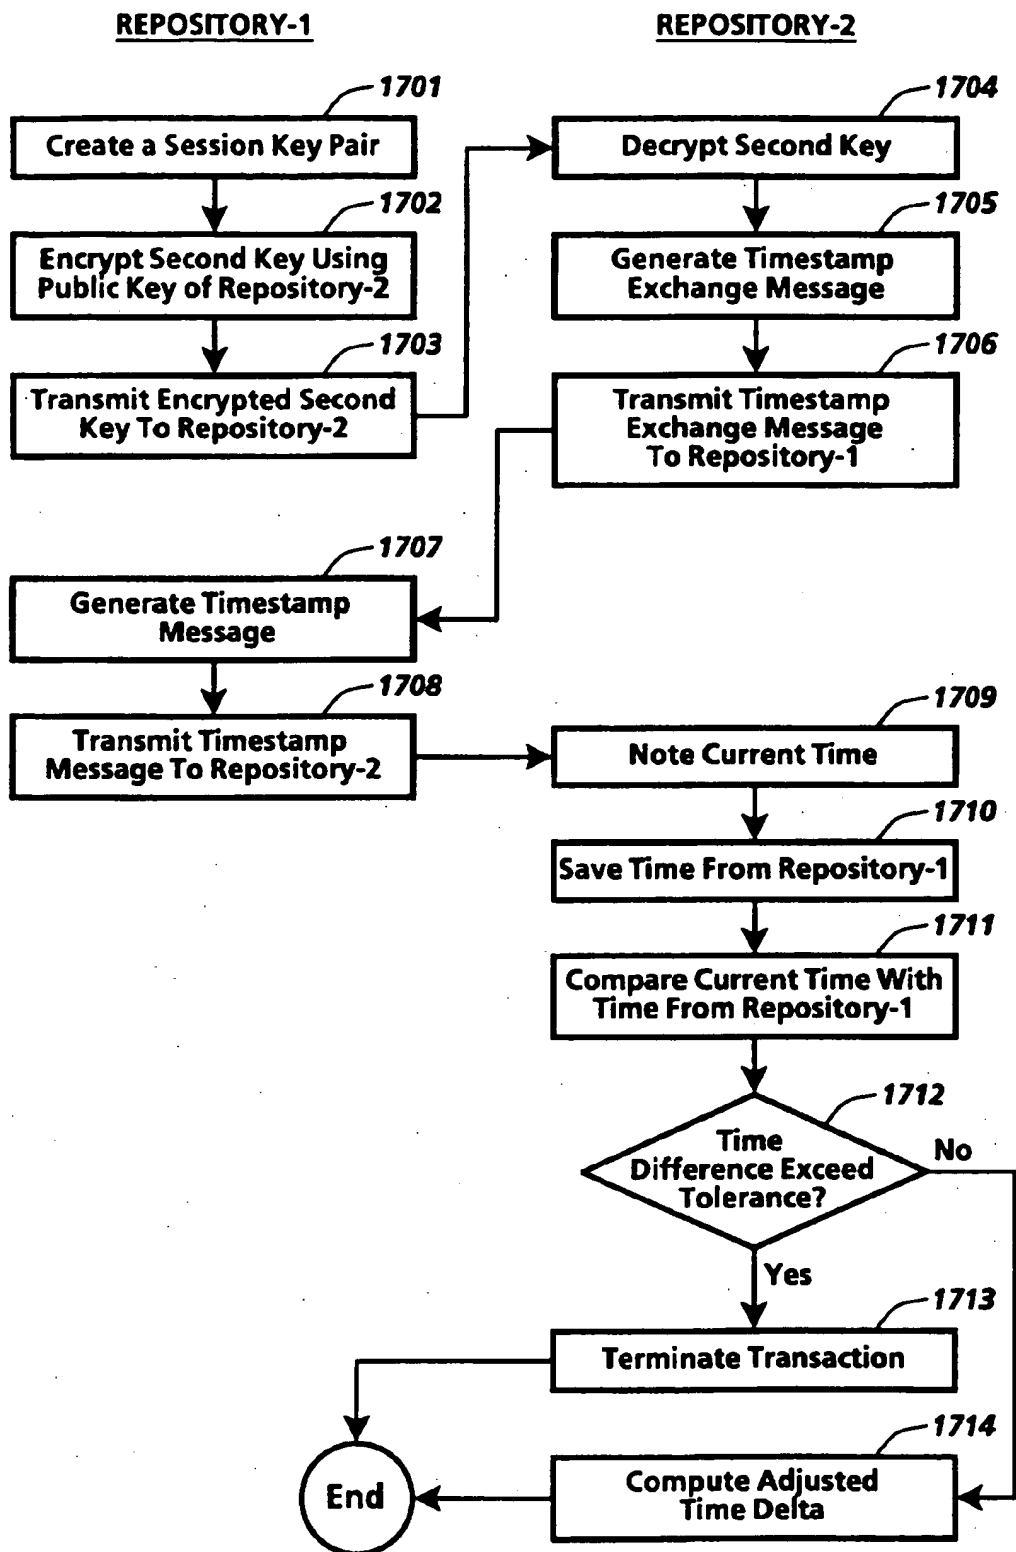 REPOSITORY-1
REPOSITORY-2
1701
Create a Session Key Pair
1702
Encrypt Second Key Using
Public Key of Repository-2
1703
Transmit Encrypted Second
Key To Repository-2
1704
Decrypt Second Key
1705
Generate Timestamp
Exchange Message
1706
Transmit Timestamp
Exchange Message
To Repository-1
1707
Generate Timestamp
Message
1708
Transmit Timestamp
Message To Repository-2
1709
Note Current Time
1710
Save Time From Repository-1
1711
Compare Current Time With
Time From Repository-1
1712
Time
Difference Exceed
Tolerance?
No
Yes
1713
Terminate Transaction
1714
Compute Adjusted
Time Delta
End